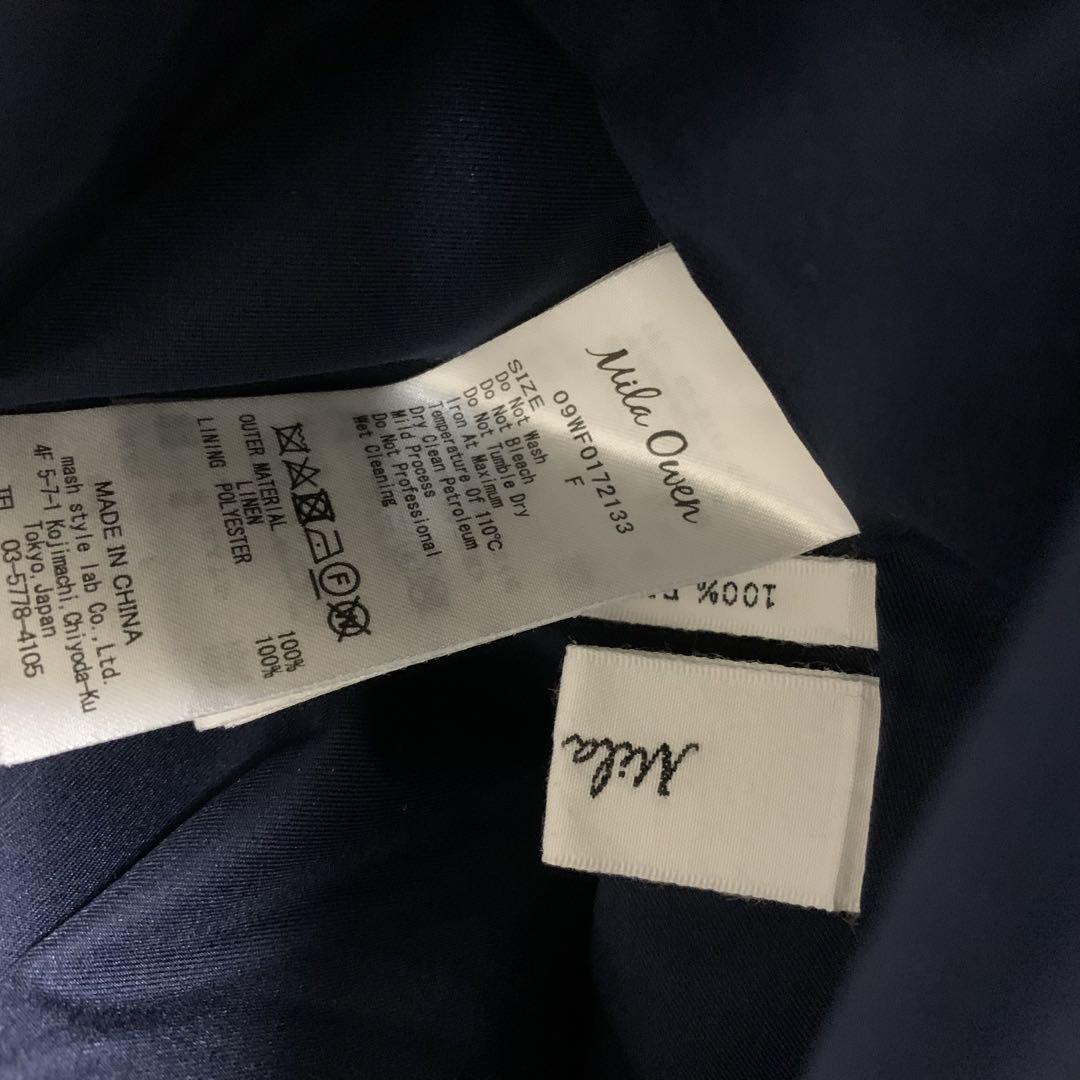 Mila Owen
09WF0172133
SIZE F
Do Not Wash
Do Not Bleach
Do Not Tumble Dry
Iron At Maximum
Temperature Of 110℃
Dry Clean Petroleum
Mild Process
Do Not Professional
Wet Cleaning
F
W
OUTER MATERIAL
LINEN 100%
LINING POLYESTER 100%
MADE IN CHINA
mash style lab Co., Ltd.
4F 5-7-1 Kojimachi, Chiyoda-Ku
Tokyo, Japan
TEL 03-5778-4105
100%
Mila